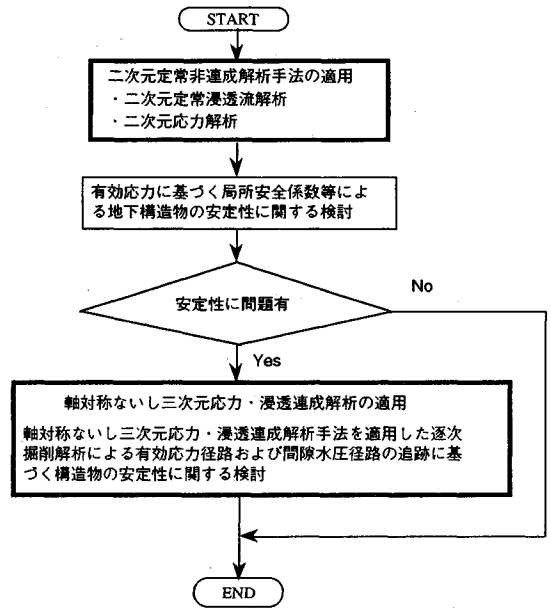 START
二次元定常非連成解析手法の適用
・二次元定常浸透流解析
・二次元応力解析
有効応力に基づく局所安全係数等によ
る地下構造物の安定性に関する検討
安定性に問題有
No
Yes
軸対称ないし三次元応力・浸透連成解析の適用
軸対称ないし三次元応力・浸透連成解析手法を適用した逐次
掘削解析による有効応力径路および間隙水圧径路の追跡に基
づく構造物の安定性に関する検討
END